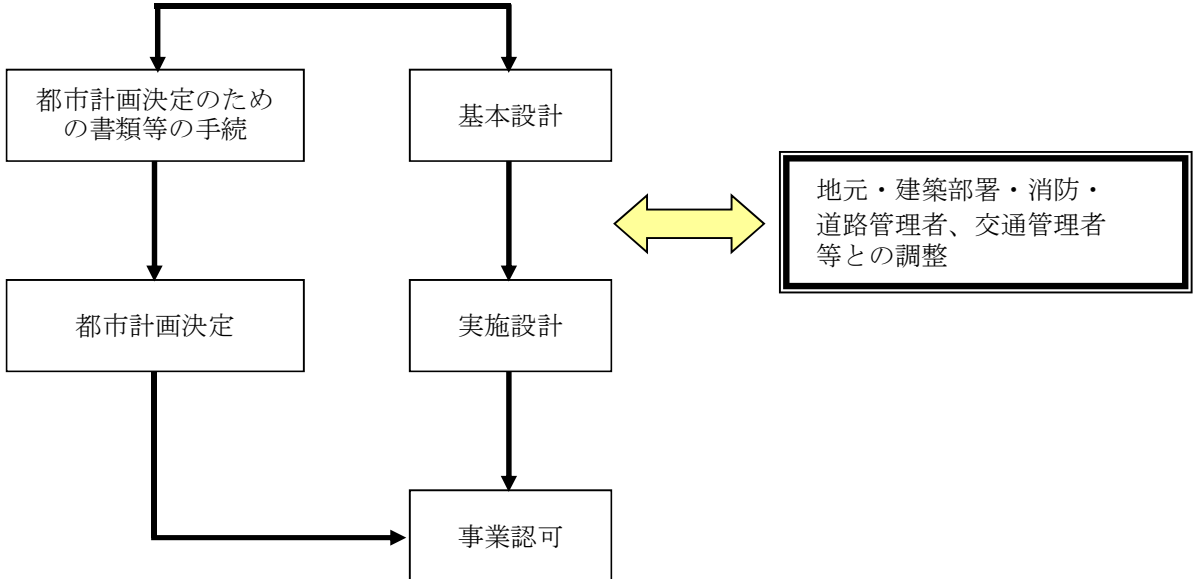 都市計画決定のため
の書類等の手続
基本設計
地元・建築部署・消防・
道路管理者、交通管理者
等との調整
都市計画決定
実施設計
事業認可